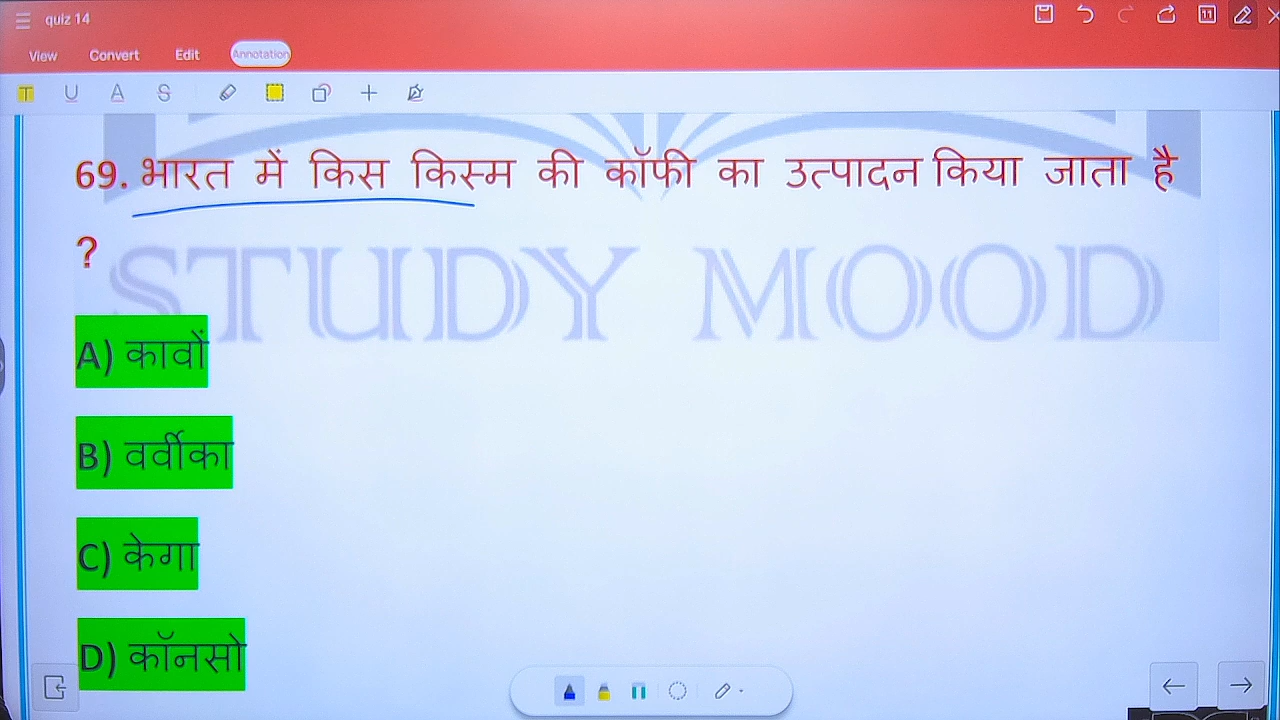 quiz 14
View Convert Edit Annotation
T U A S
69. भारत में किस किस्म की कॉफी का उत्पादन किया जाता है
?
STUDY MOOD
A) कावों
B) वर्वीका
C) केगा
D) कॉनसो